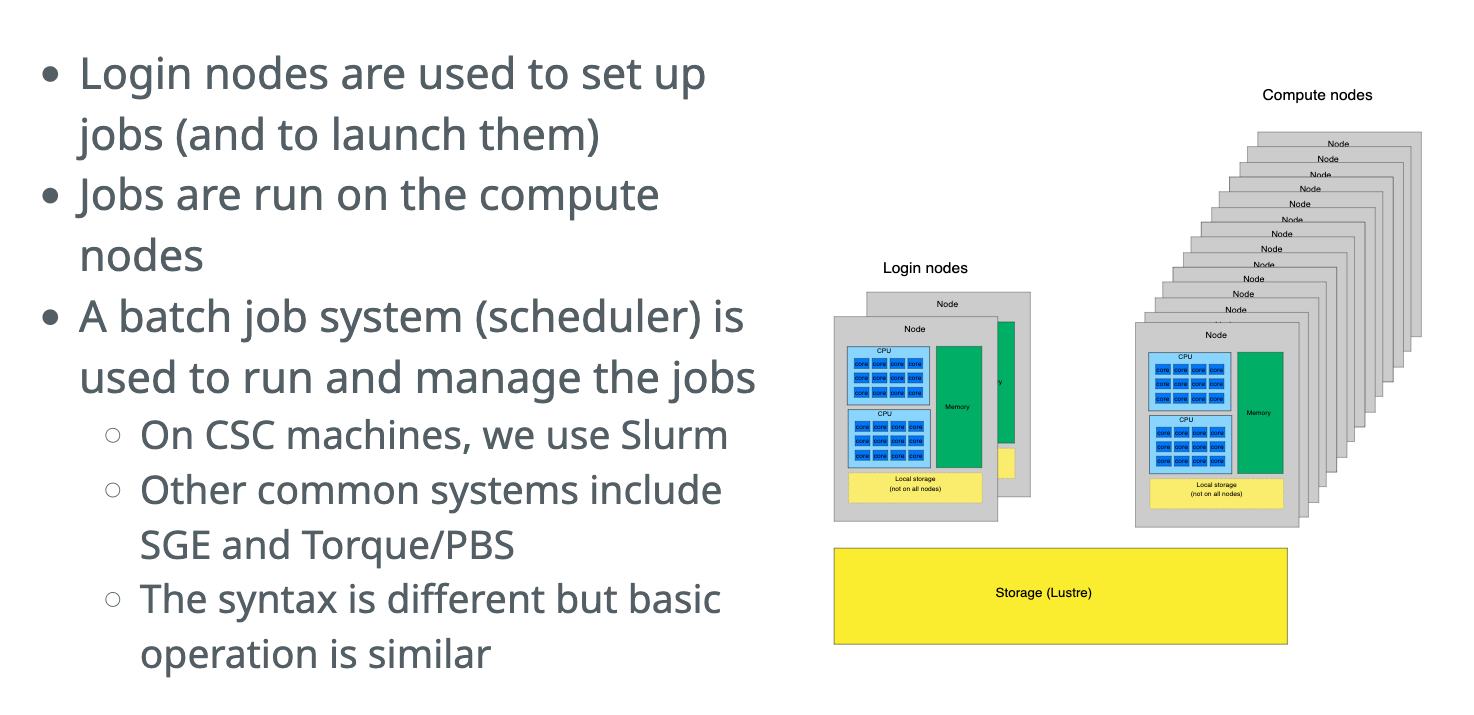 Login nodes are used to set up
jobs (and to launch them)
Jobs are run on the compute
nodes
A batch job system (scheduler) is
used to run and manage the jobs
On CSC machines, we use Slurm
Other common systems include
SGE and Torque/PBS
The syntax is different but basic
operation is similar
Login nodes
Node
Node
CPU
core core core core
core core core core
core core core core
CPU
core core core core
core core core core
core core core core
Memory
Local storage
(not on all nodes)
Compute nodes
Node
Node
Node
Node
Node
Node
Node
Node
Node
Node
Node
Node
Node
CPU
core core core core
core core core core
core core core core
CPU
core core core core
core core core core
core core core core
Memory
Local storage
(not on all nodes)
Storage (Lustre)